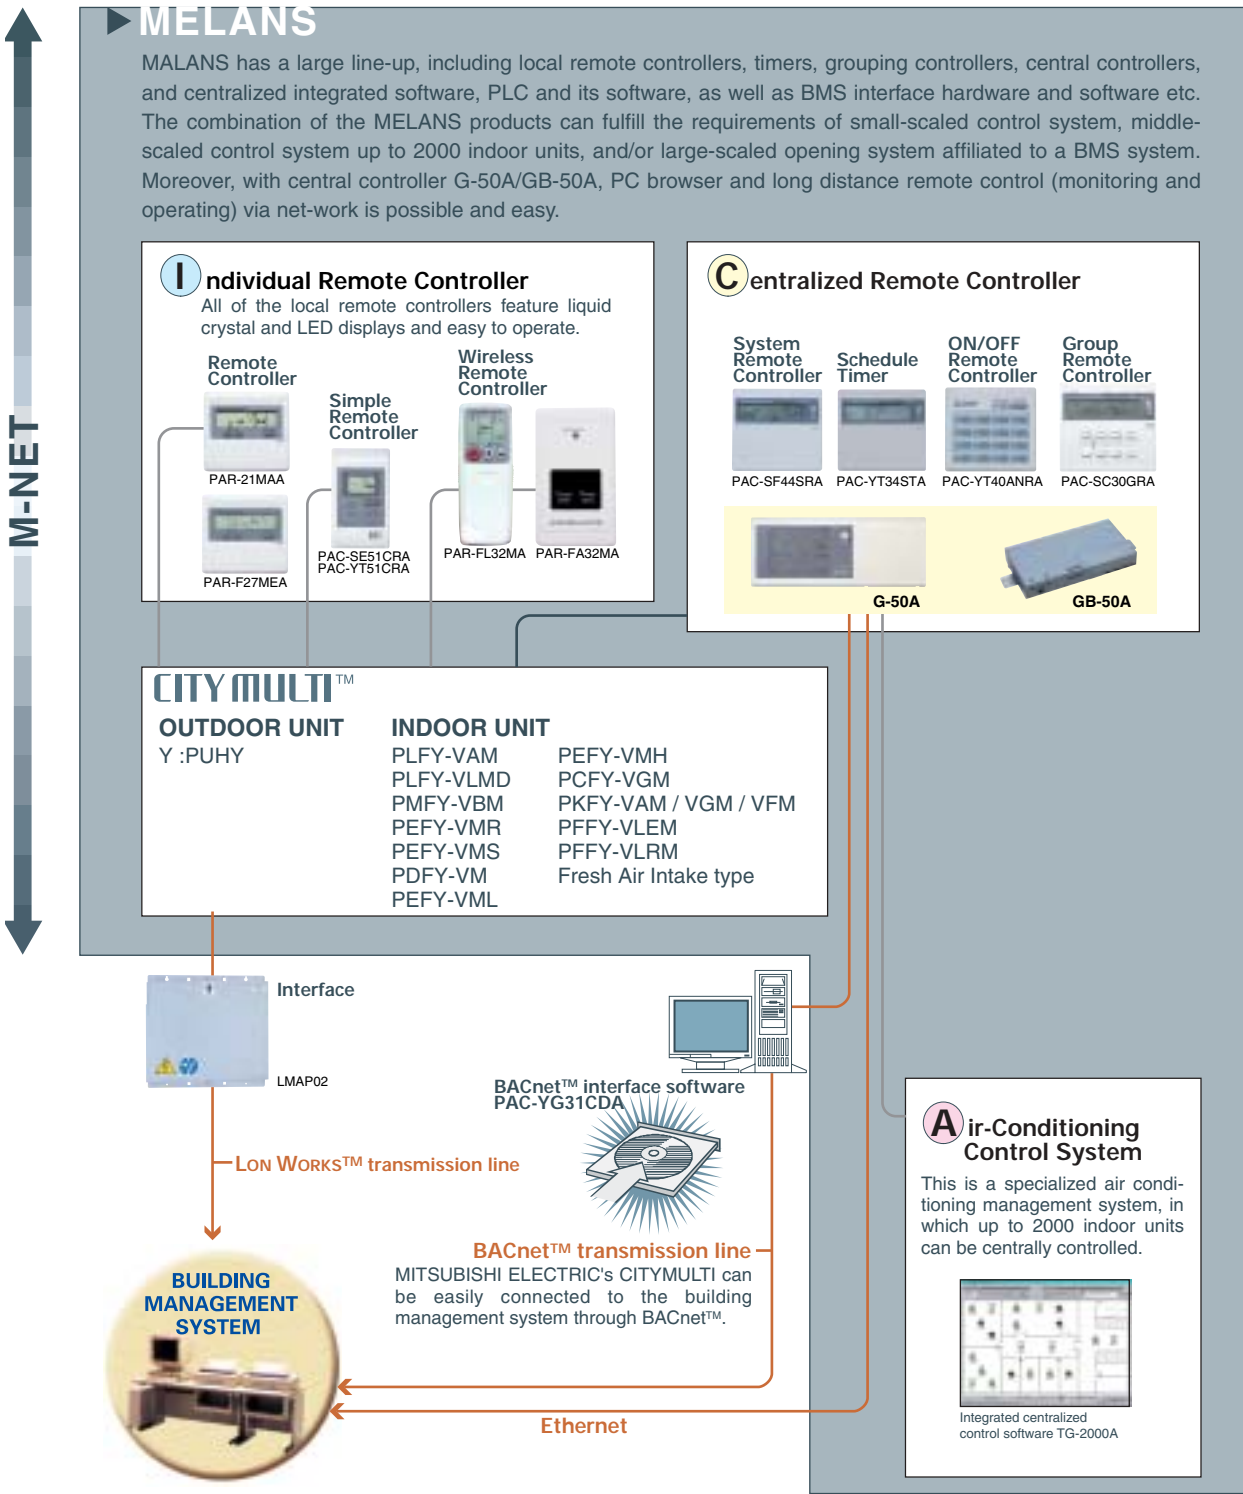 MELANS
MALANS has a large line-up, including local remote controllers, timers, grouping controllers, central controllers,
and centralized integrated software, PLC and its software, as well as BMS interface hardware and software etc.
The combination of the MELANS products can fulfill the requirements of small-scaled control system, middle-
scaled control system up to 2000 indoor units, and/or large-scaled opening system affiliated to a BMS system.
Moreover, with central controller G-50A/GB-50A, PC browser and long distance remote control (monitoring and
operating) via net-work is possible and easy.
M-NET
Individual Remote Controller
All of the local remote controllers feature liquid
crystal and LED displays and easy to operate.
Remote
Controller
PAR-21MAA
PAR-F27MEA
Simple
Remote
Controller
PAC-SE51CRA
PAC-YT51CRA
Wireless
Remote
Controller
PAR-FL32MA PAR-FA32MA
Centralized Remote Controller
System
Remote
Controller
PAC-SF44SRA
Schedule
Timer
PAC-YT34STA
ON/OFF
Remote
Controller
PAC-YT40ANRA
Group
Remote
Controller
PAC-SC30GRA
G-50A
GB-50A
CITY MULTI™
OUTDOOR UNIT
Y :PUHY
INDOOR UNIT
PLFY-VAM
PLFY-VLMD
PMFY-VBM
PEFY-VMR
PEFY-VMS
PDFY-VM
PEFY-VML
PEFY-VMH
PCFY-VGM
PKFY-VAM / VGM / VFM
PFFY-VLEM
PFFY-VLRM
Fresh Air Intake type
Interface
LMAP02
LON WORKS™ transmission line
BACnet™ interface software
PAC-YG31CDA
BACnet™ transmission line
MITSUBISHI ELECTRIC's CITYMULTI can
be easily connected to the building
management system through BACnet™.
BUILDING
MANAGEMENT
SYSTEM
Ethernet
Air-Conditioning
Control System
This is a specialized air condi-
tioning management system, in
which up to 2000 indoor units
can be centrally controlled.
Integrated centralized
control software TG-2000A